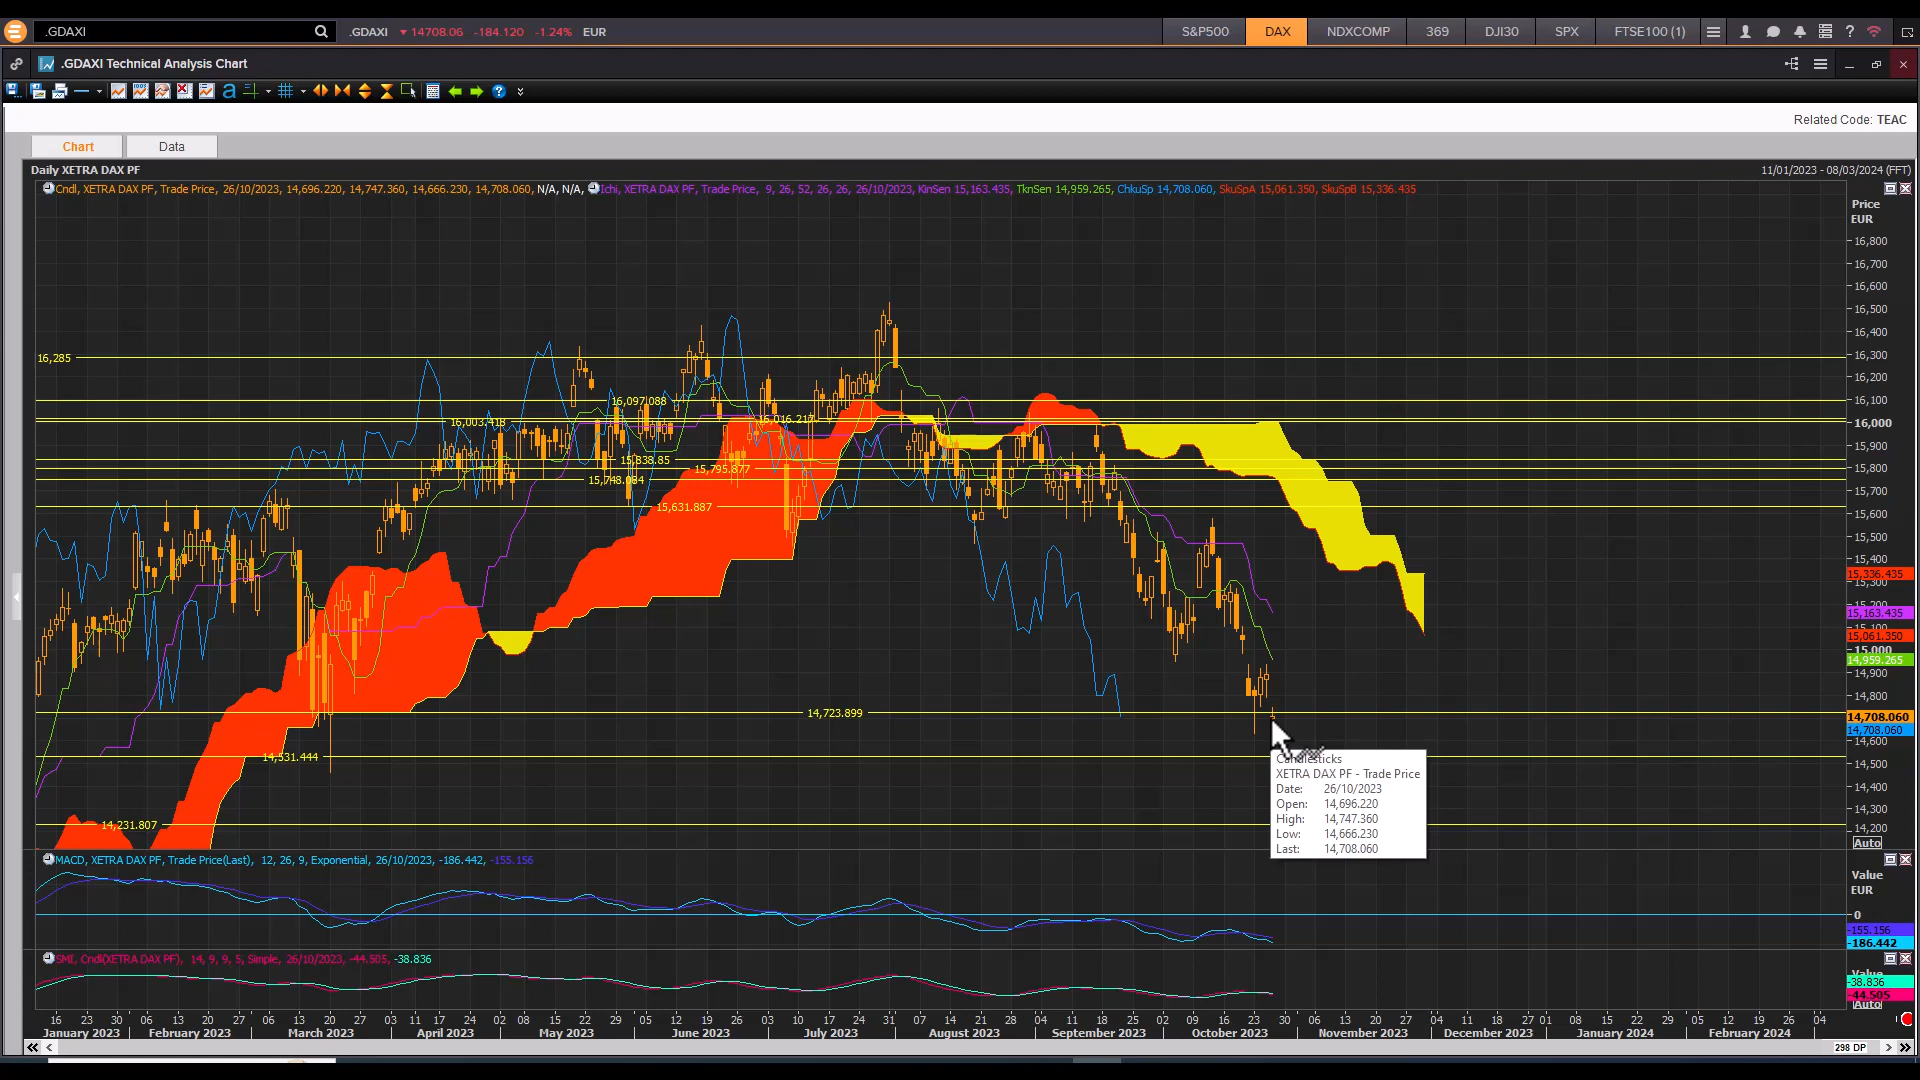 .GDAXI .GDAXI 14708.06 -184.120 -1.24% EUR S&P500 DAX NDXCOMP 369 DJI30 SPX FTSE100 (1)
.GDAXI Technical Analysis Chart
Related Code: TEAC
Chart Data
Daily XETRA DAX PF 11/01/2023 - 08/03/2024 (FFT)
Cndl, XETRA DAX PF, Trade Price, 26/10/2023, 14,696.220, 14,747.360, 14,666.230, 14,708.060, N/A, N/A, Ichi, XETRA DAX PF, Trade Price, 9, 26, 52, 26, 26, 26/10/2023, KinSen 15,163.435, TknSen 14,959.265, ChkuSp 14,708.060, SkuSpA 15,061.350, SkuSpB 15,336.435
Price
EUR
16,800
16,700
16,600
16,500
16,400
16,300
16,200
16,100
16,000
15,900
15,800
15,700
15,600
15,500
15,400
15,336.435
15,300
15,200
15,163.435
15,100
15,061.350
15,000
14,959.265
14,900
14,800
14,708.060
14,708.060
14,600
14,500
14,400
14,300
14,200
Auto
16,285
16,097.088
16,016.217
16,003.418
15,838.85
15,795.877
15,748.084
15,631.887
14,723.899
14,531.444
14,231.807
Candlesticks
XETRA DAX PF - Trade Price
Date: 26/10/2023
Open: 14,696.220
High: 14,747.360
Low: 14,666.230
Last: 14,708.060
MACD, XETRA DAX PF, Trade Price(Last), 12, 26, 9, Exponential, 26/10/2023, -186.442, -155.156
Value
EUR
0
-155.156
-186.442
SMI, Cndl(XETRA DAX PF), 14, 9, 9, 5, Simple, 26/10/2023, -44.505, -38.836
Value
-38.836
-44.505
Auto
16 23 30 06 13 20 27 06 13 20 27 03 11 17 24 02 08 15 22 29 05 12 19 26 03 10 17 24 31 07 14 21 28 04 11 18 25 02 09 16 23 30 06 13 20 27 04 11 18 27 01 08 15 22 29 05 12 19 26 04
January 2023 February 2023 March 2023 April 2023 May 2023 June 2023 July 2023 August 2023 September 2023 October 2023 November 2023 December 2023 January 2024 February 2024
298 DP